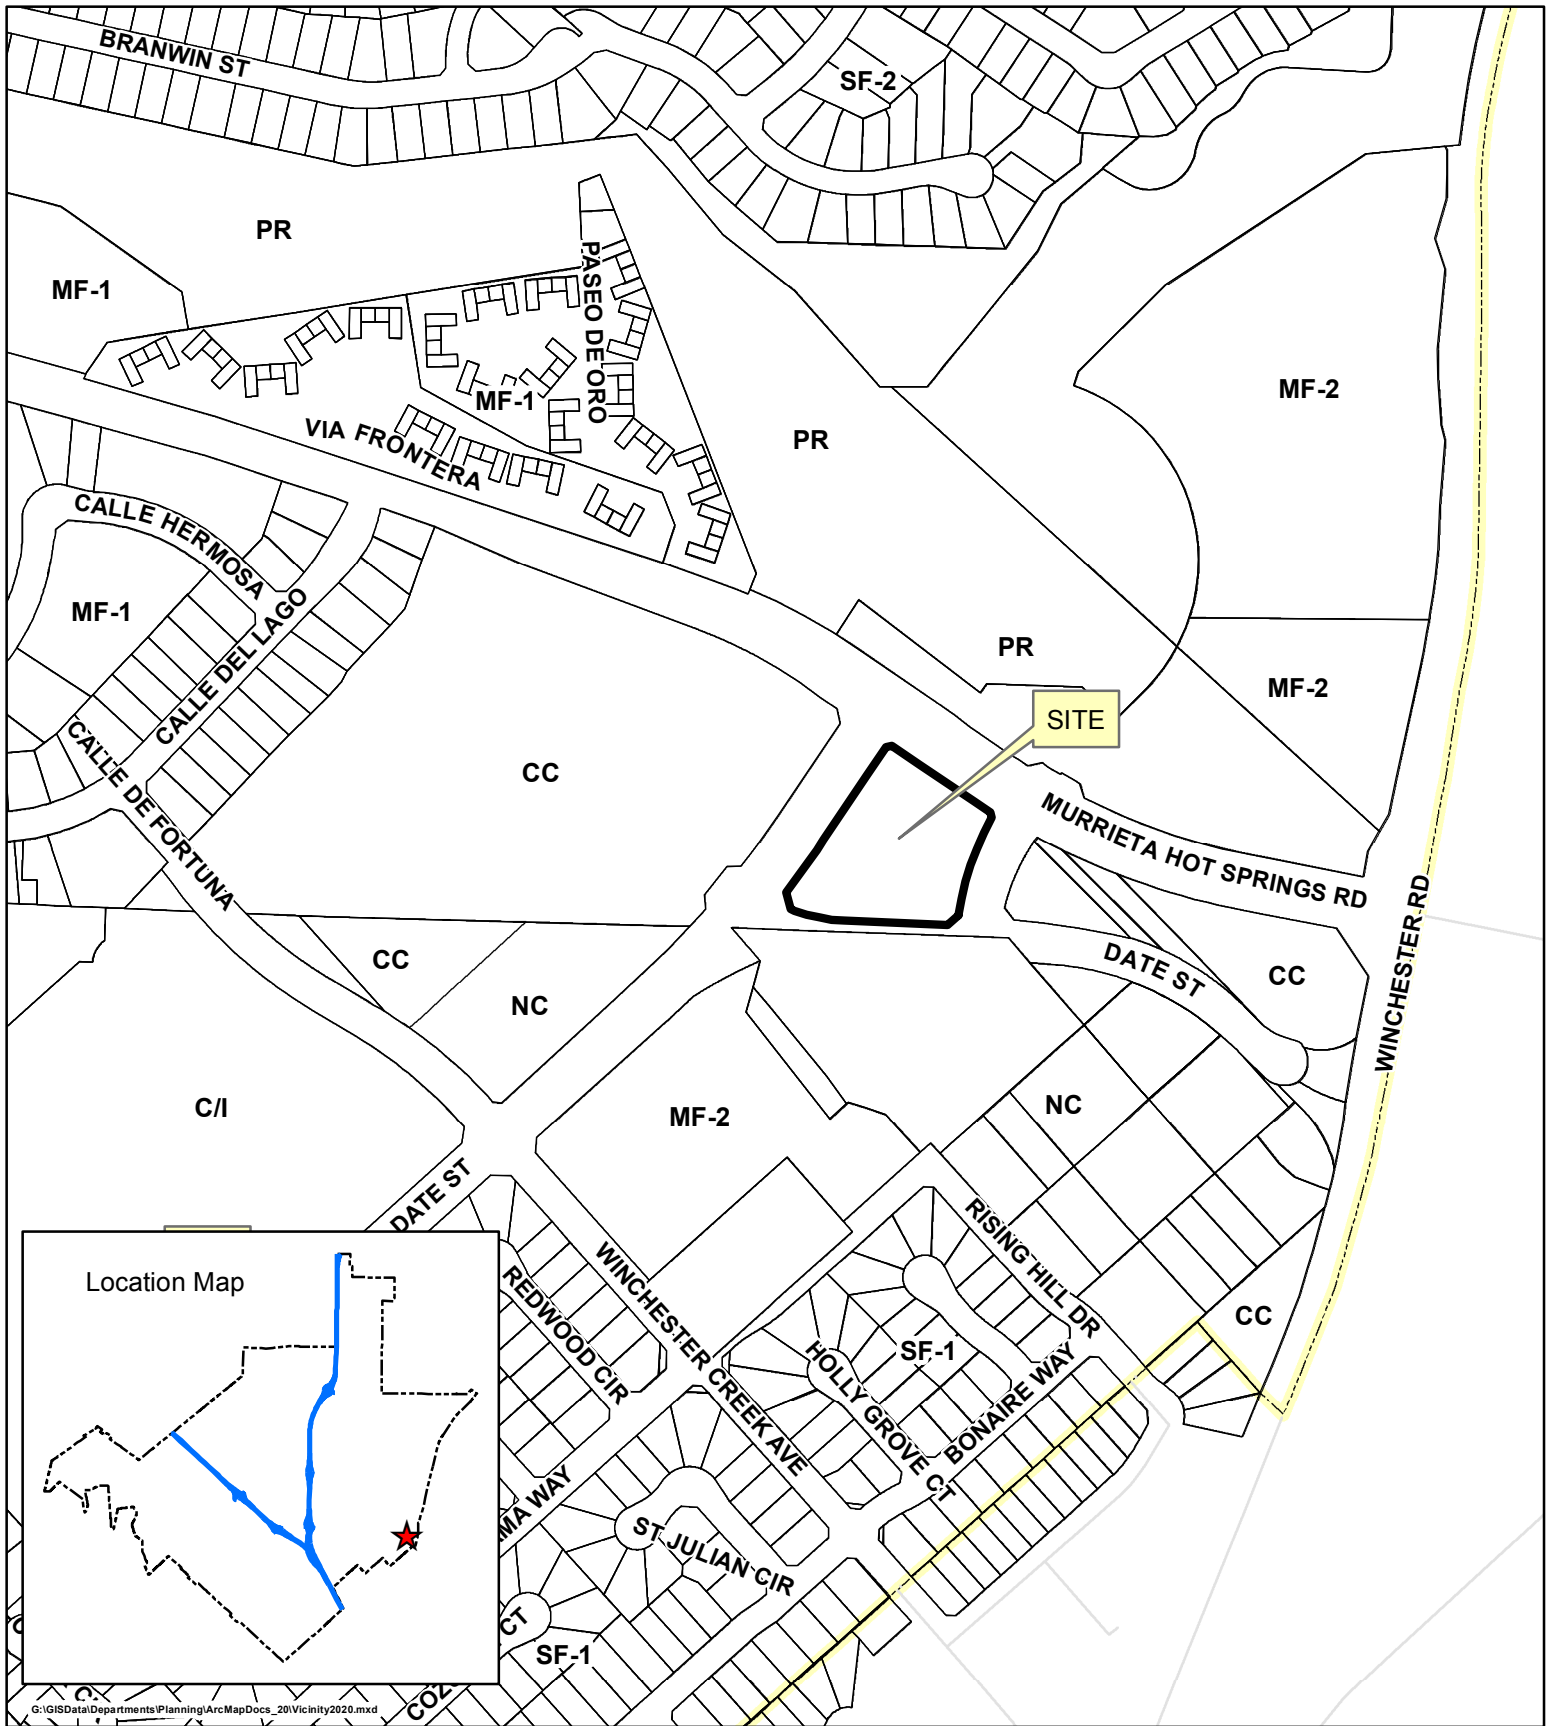 BRANWIN ST
SF-2
PR
MF-1
PASEO DE ORO
MF-2
MF-1
VIA FRONTERA
PR
CALLE HERMOSA
MF-1
CALLE DEL LAGO
PR
MF-2
SITE
CALLE DE FORTUNA
CC
MURRIETA HOT SPRINGS RD
WINCHESTER RD
CC
DATE ST
CC
NC
C/I
MF-2
NC
DATE ST
RISING HILL DR
WINCHESTER CREEK AVE
REDWOOD CIR
Location Map
CC
SF-1
HOLLY GROVE CT
BONAIRE WAY
MA WAY
ST JULIAN CIR
CT
SF-1
G:\GISData\Departments\Planning\ArcMapDocs_20\Vicinity2020.mxd